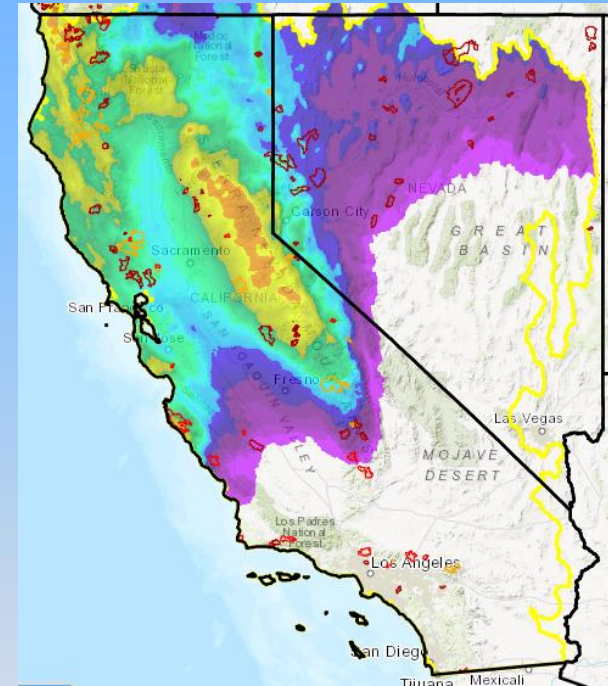 Modoc
National
Forest
Shasta
National
Forest
Humboldt
NEVADA
Carson City
GREAT
BASIN
Sacramento
CALIFORNIA
San Francisco
San Jose
SAN JOAQUIN VALLEY
Fresno
Las Vegas
MOJAVE
DESERT
Los Padres
National
Forest
Los Angeles
San Diego
Tijuana
Mexicali